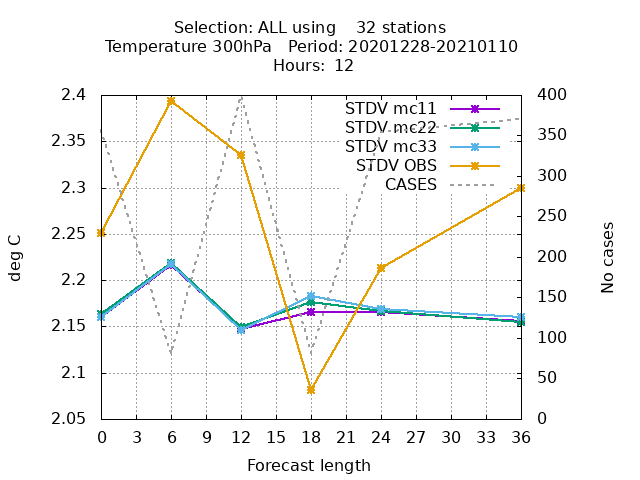 Selection: ALL using    32 stations
Temperature 300hPa   Period: 20201228-20210110
Hours:  12
STDV mc11
STDV mc22
STDV mc33
STDV OBS
CASES
deg C
2.4
2.35
2.3
2.25
2.2
2.15
2.1
2.05
400
350
300
250
200
150
100
50
0
No cases
0 3 6 9 12 15 18 21 24 27 30 33 36
Forecast length